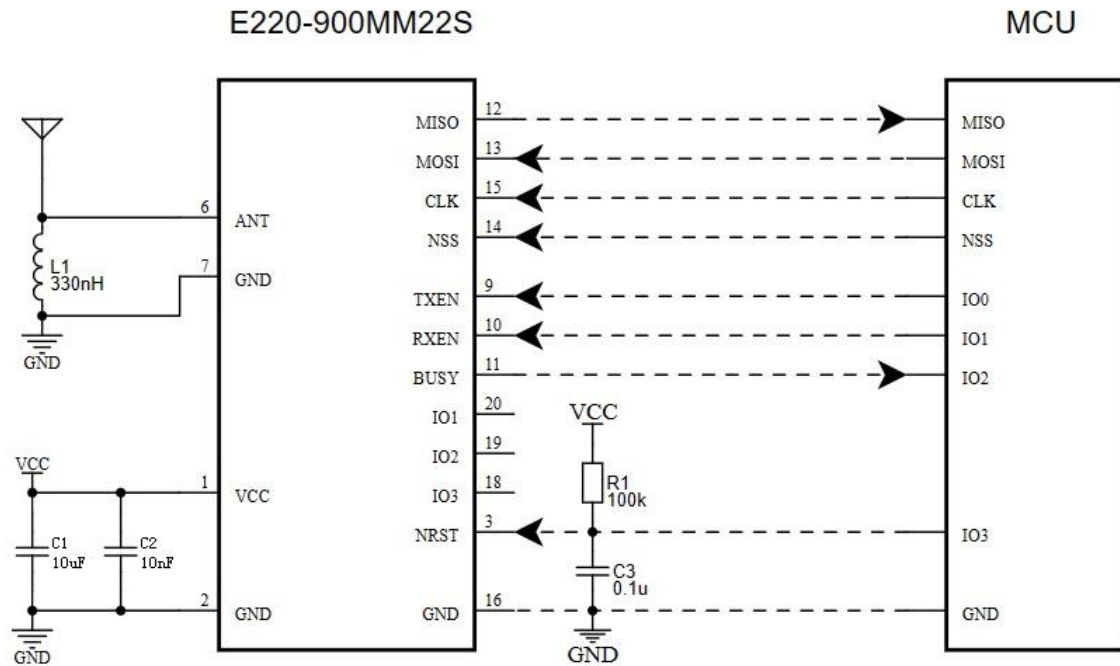 E220-900MM22S
MCU
12
MISO
MISO
13
MOSI
MOSI
15
CLK
CLK
6
ANT
14
NSS
NSS
L1
330nH
7
GND
9
TXEN
IO0
10
RXEN
IO1
GND
11
BUSY
IO2
20
IO1
VCC
19
IO2
VCC
1
VCC
18
IO3
R1
100k
3
NRST
IO3
C1
10uF
C2
10nF
C3
0.1u
2
GND
GND
16
GND
GND
GND